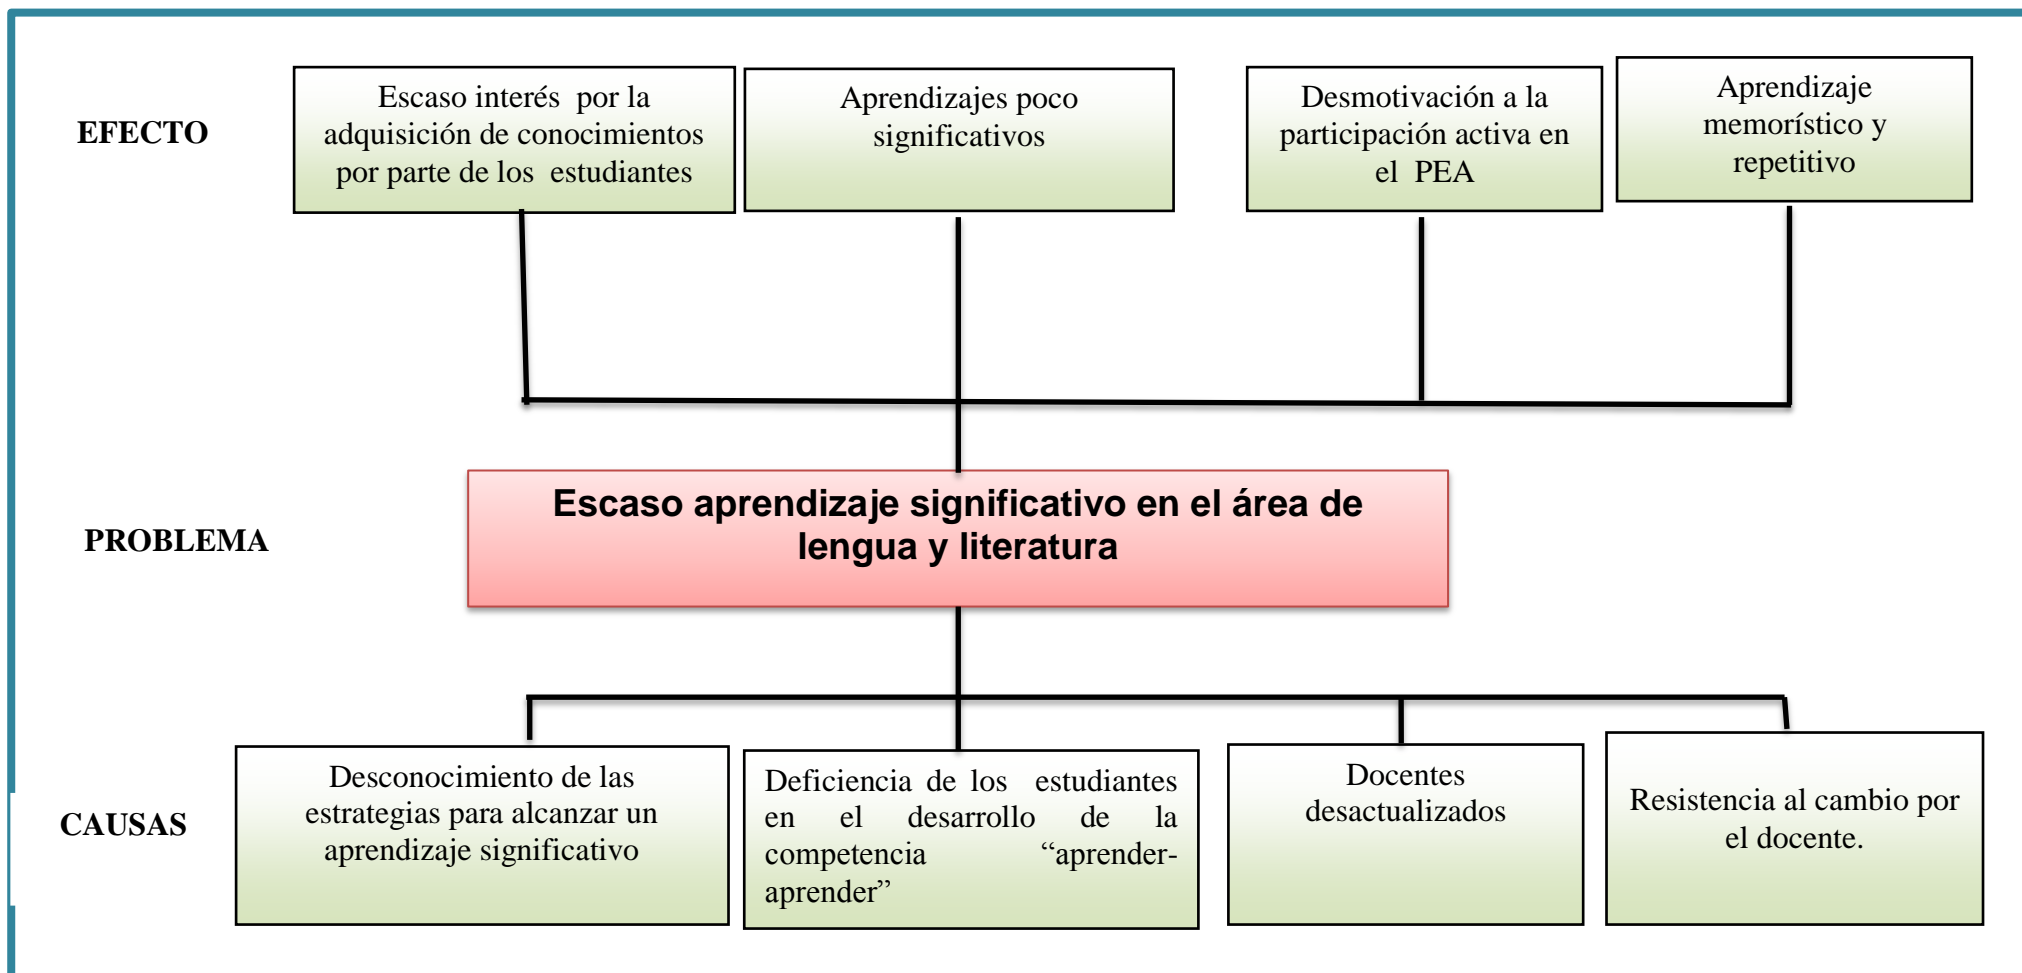 EFECTO
Escaso interés por la
adquisición de conocimientos
por parte de los estudiantes
Aprendizajes poco
significativos
Desmotivación a la
participación activa en
el PEA
Aprendizaje
memorístico y
repetitivo
PROBLEMA
Escaso aprendizaje significativo en el área de
lengua y literatura
CAUSAS
Desconocimiento de las
estrategias para alcanzar un
aprendizaje significativo
Deficiencia de los estudiantes
en el desarrollo de la
competencia “aprender-
aprender”
Docentes
desactualizados
Resistencia al cambio por
el docente.